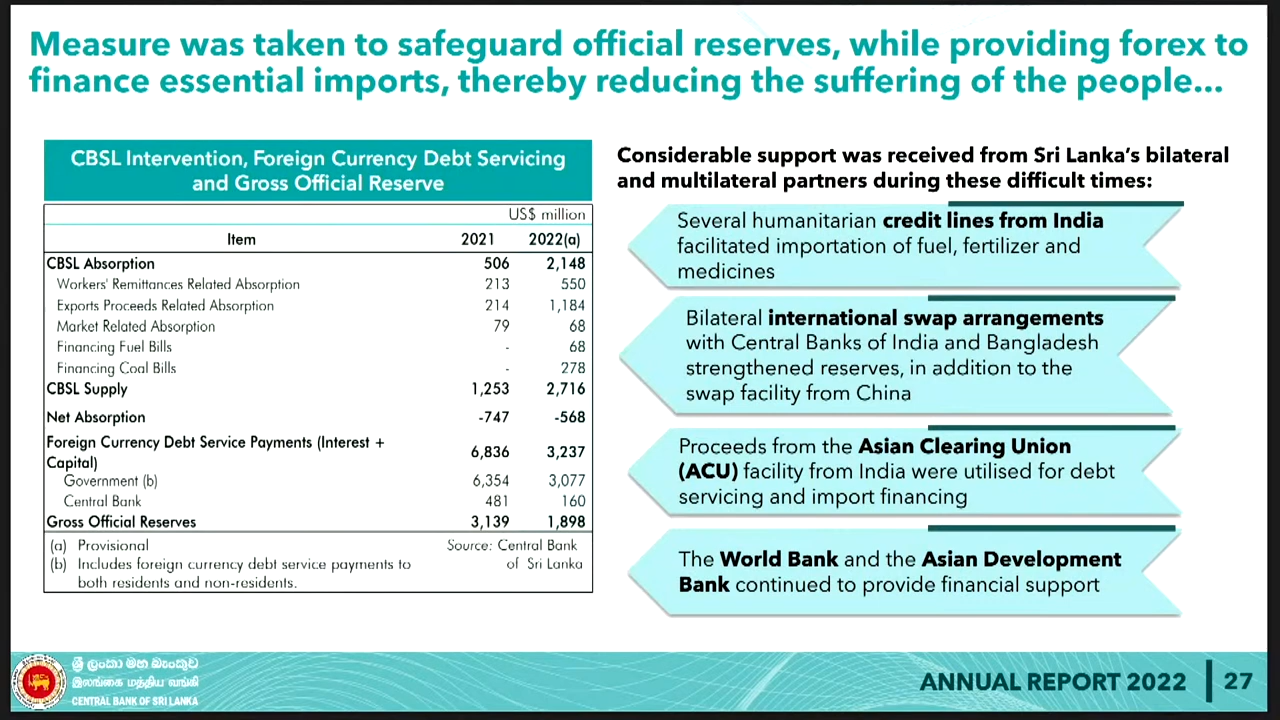 Measure was taken to safeguard official reserves, while providing forex to
finance essential imports, thereby reducing the suffering of the people...
CBSL Intervention, Foreign Currency Debt Servicing
and Gross Official Reserve
US$ million
Item 2021 2022(a)
CBSL Absorption 506 2,148
Workers' Remittances Related Absorption 213 550
Exports Proceeds Related Absorption 214 1,184
Market Related Absorption 79 68
Financing Fuel Bills - 68
Financing Coal Bills - 278
CBSL Supply 1,253 2,716
Net Absorption -747 -568
Foreign Currency Debt Service Payments (Interest +
Capital) 6,836 3,237
Government (b) 6,354 3,077
Central Bank 481 160
Gross Official Reserves 3,139 1,898
(a) Provisional
(b) Includes foreign currency debt service payments to
both residents and non-residents.
Source: Central Bank
of Sri Lanka
Considerable support was received from Sri Lanka’s bilateral
and multilateral partners during these difficult times:
Several humanitarian credit lines from India
facilitated importation of fuel, fertilizer and
medicines
Bilateral international swap arrangements
with Central Banks of India and Bangladesh
strengthened reserves, in addition to the
swap facility from China
Proceeds from the Asian Clearing Union
(ACU) facility from India were utilised for debt
servicing and import financing
The World Bank and the Asian Development
Bank continued to provide financial support
ශ්‍රී ලංකා මහ බැංකුව
இலங்கை மத்திய வங்கி
CENTRAL BANK OF SRI LANKA
ANNUAL REPORT 2022 27